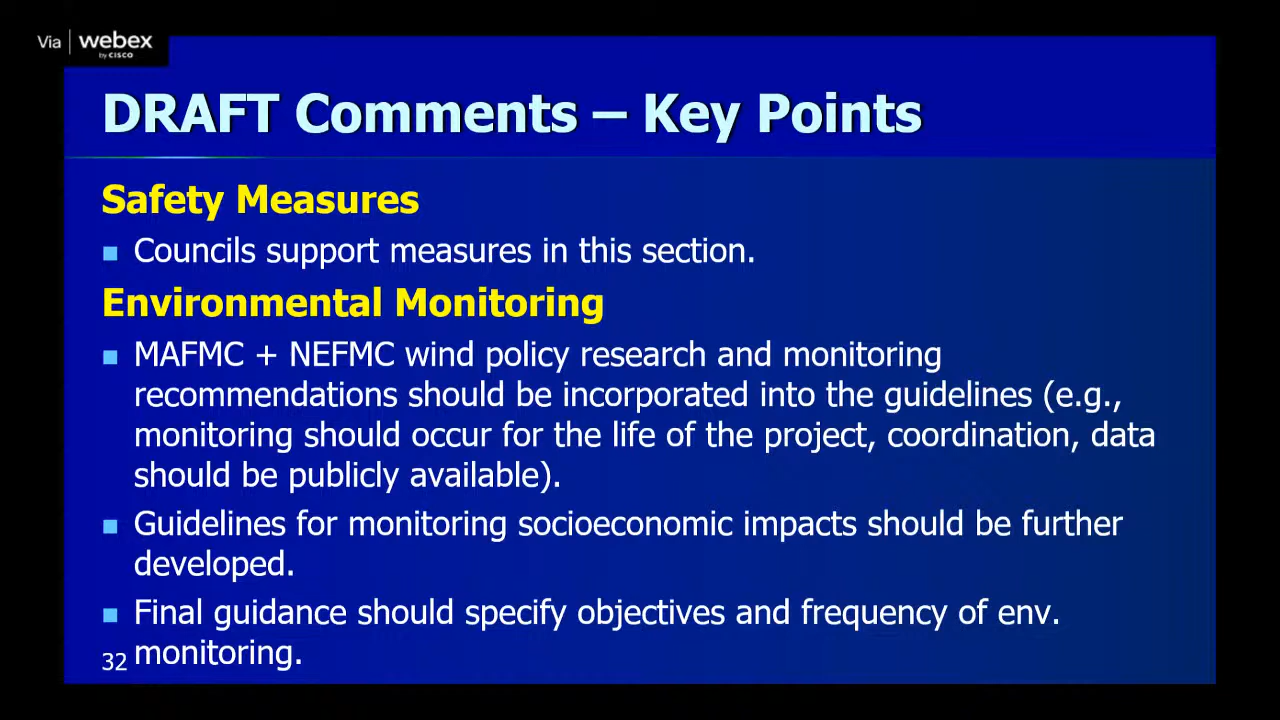 Via webex
by CISCO
DRAFT Comments – Key Points
Safety Measures
■ Councils support measures in this section.
Environmental Monitoring
■ MAFMC + NEFMC wind policy research and monitoring
recommendations should be incorporated into the guidelines (e.g.,
monitoring should occur for the life of the project, coordination, data
should be publicly available).
■ Guidelines for monitoring socioeconomic impacts should be further
developed.
■ Final guidance should specify objectives and frequency of env.
monitoring.
32